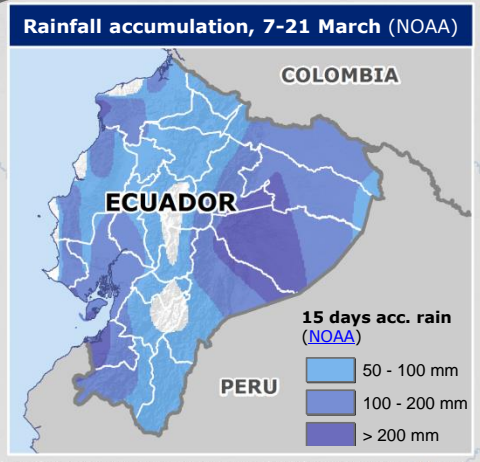 Rainfall accumulation, 7-21 March (NOAA)
COLOMBIA
ECUADOR
15 days acc. rain
(NOAA)
50 - 100 mm
PERU
100 - 200 mm
> 200 mm